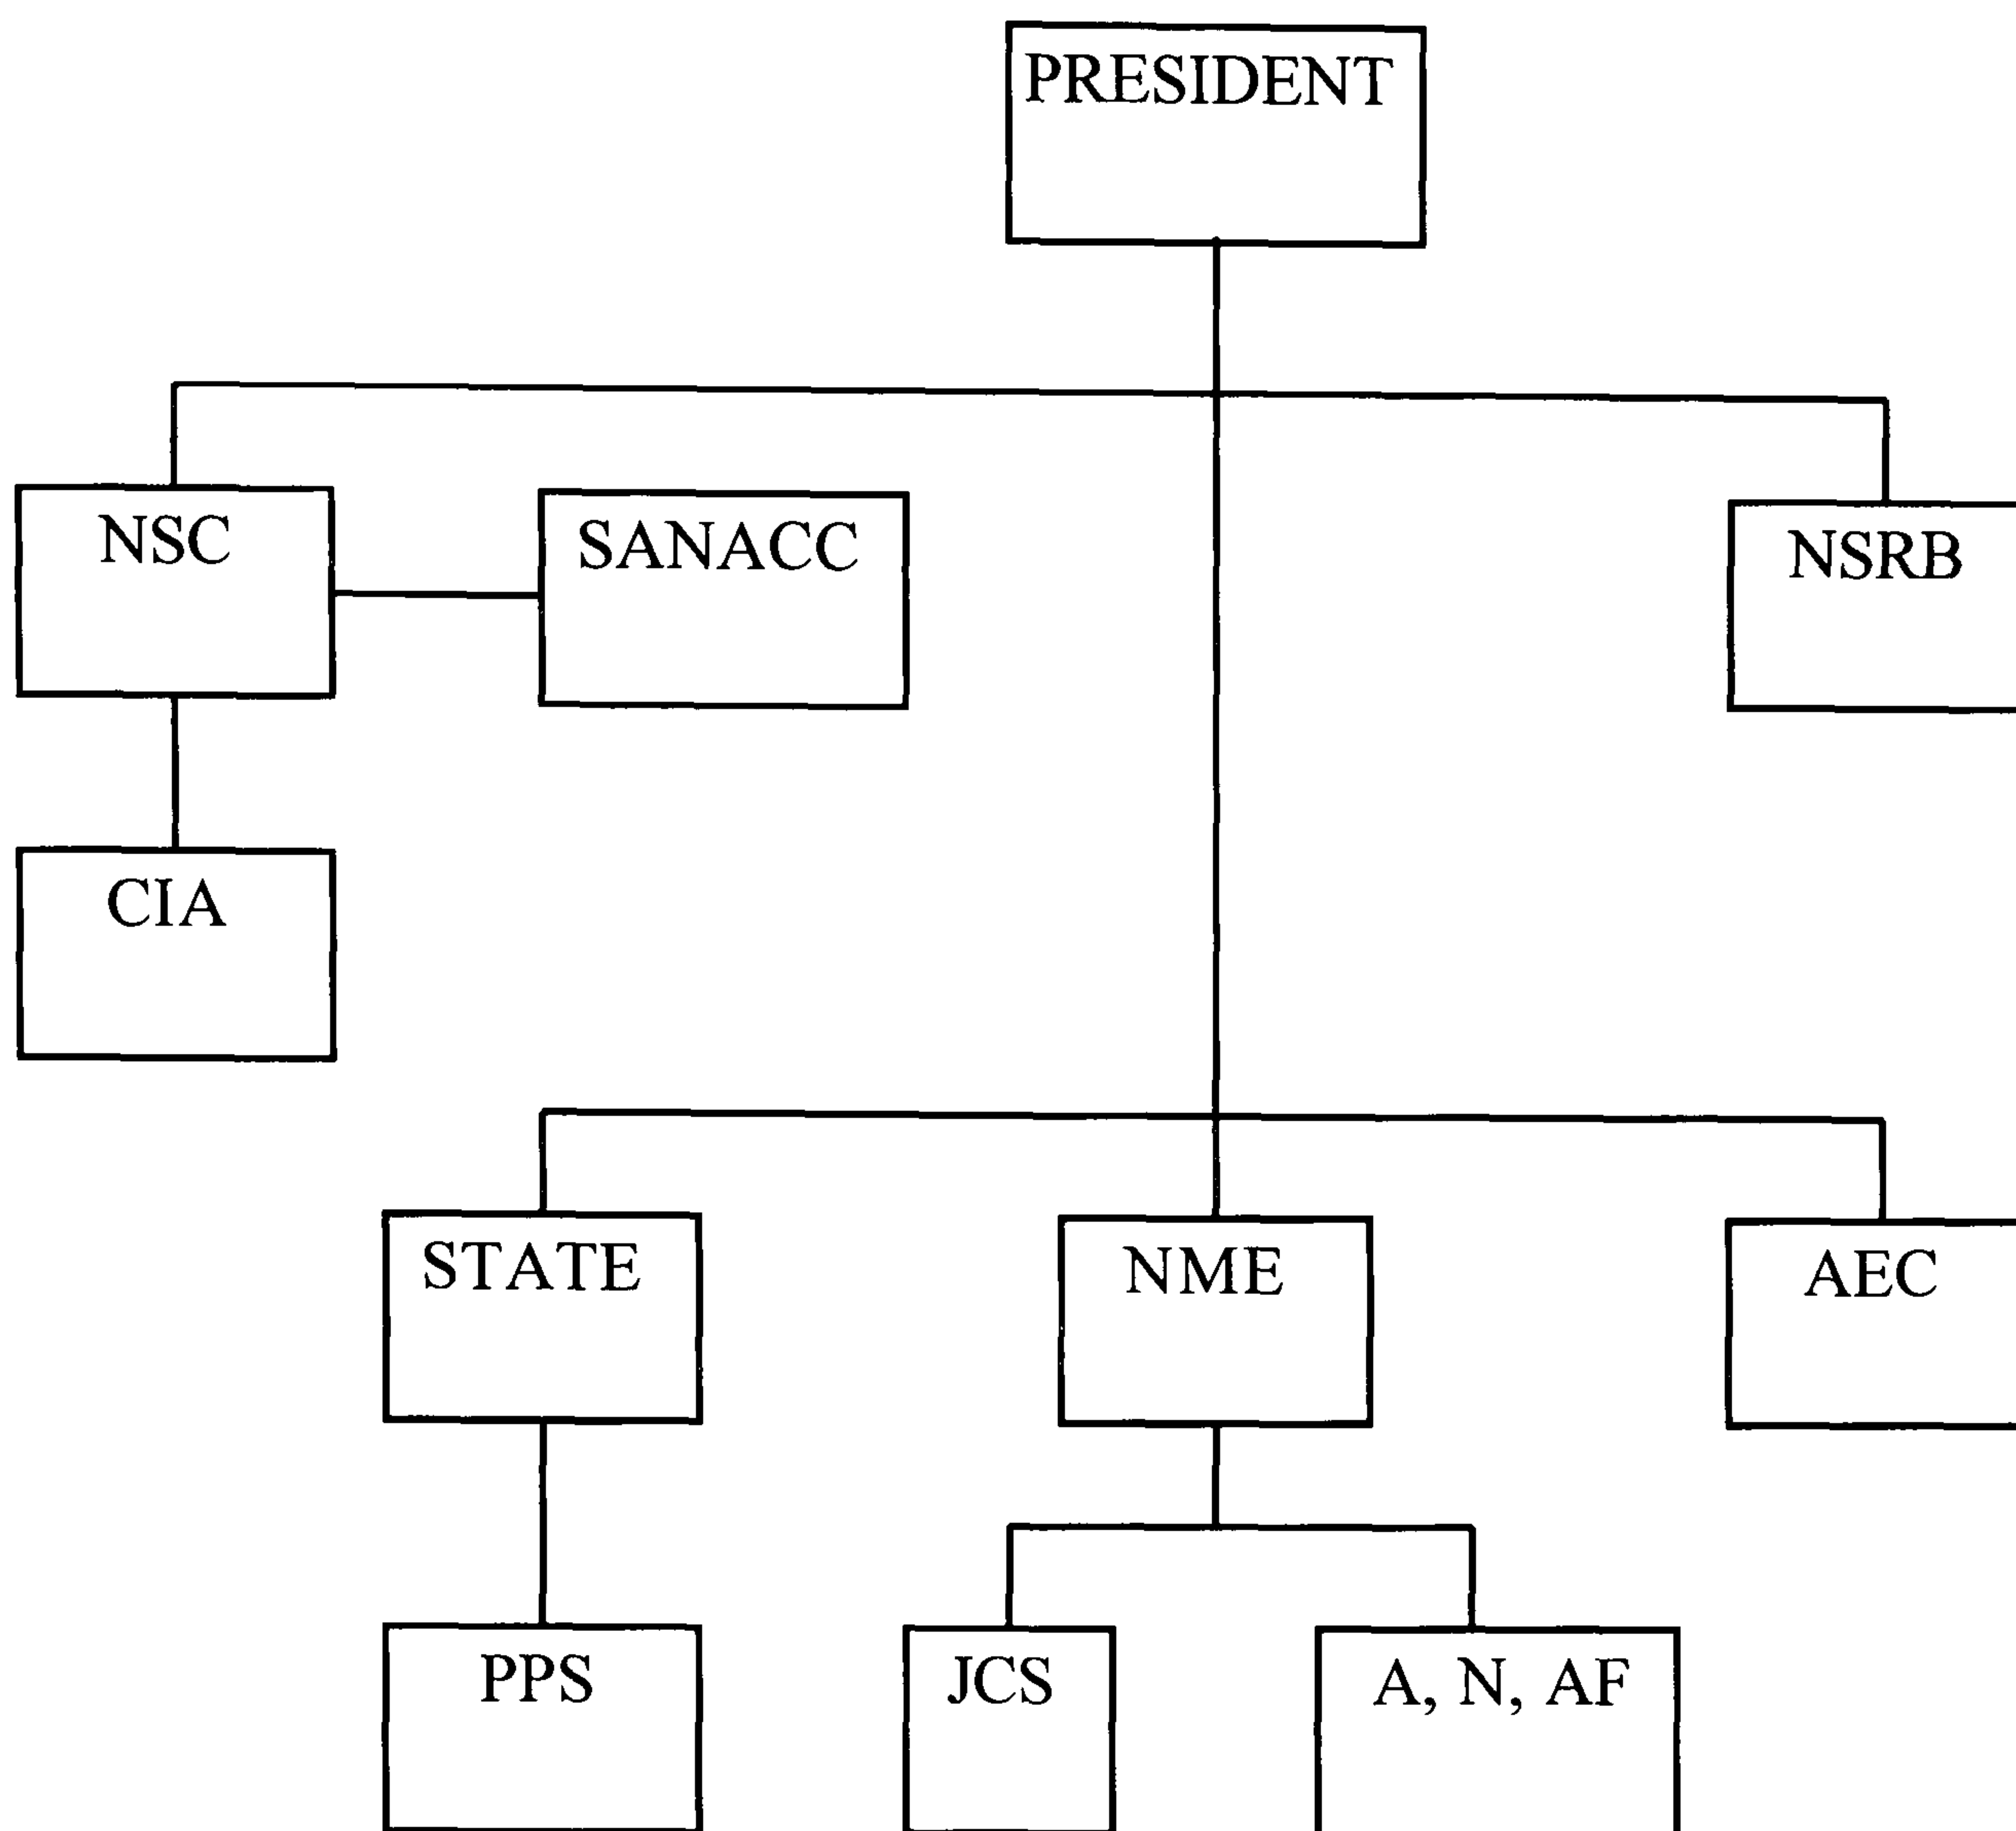 PRESIDENT
NSC
SANACC
NSRB
CIA
STATE
NME
AEC
PPS
JCS
A, N, AF